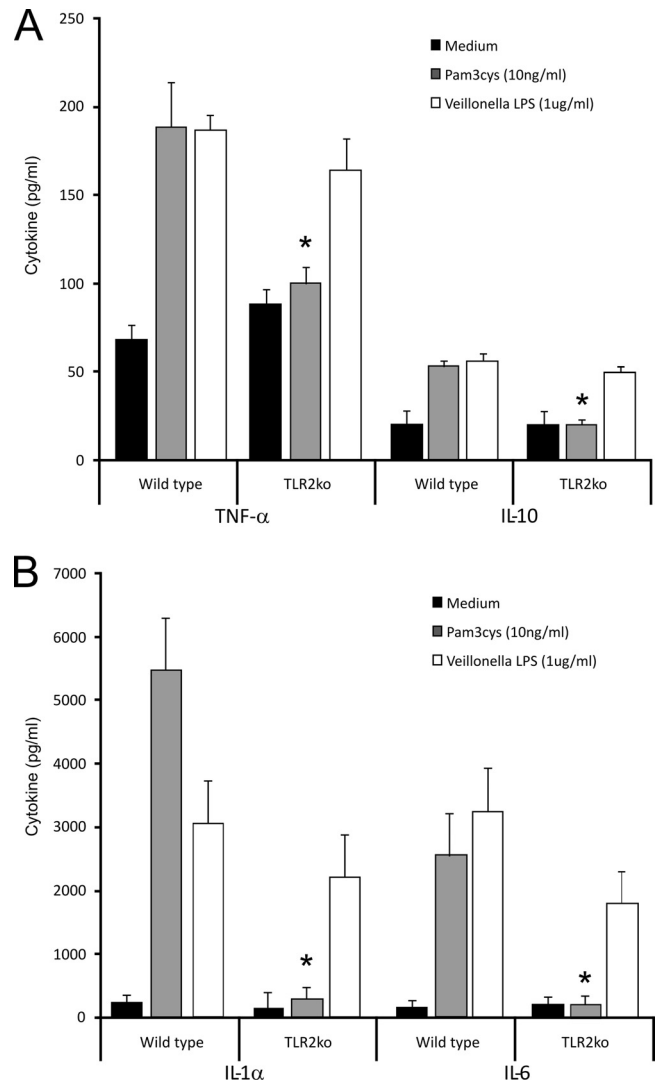 A
250
200
150
100
50
0
Cytokine (pg/ml)
Medium
Pam3cys (10ng/ml)
Veillonella LPS (1ug/ml)
*
*
Wild type TLR2ko Wild type TLR2ko
TNF-α IL-10
B
7000
6000
5000
4000
3000
2000
1000
0
Cytokine (pg/ml)
Medium
Pam3cys (10ng/ml)
Veillonella LPS (1ug/ml)
*
*
Wild type TLR2ko Wild type TLR2ko
IL-1α IL-6